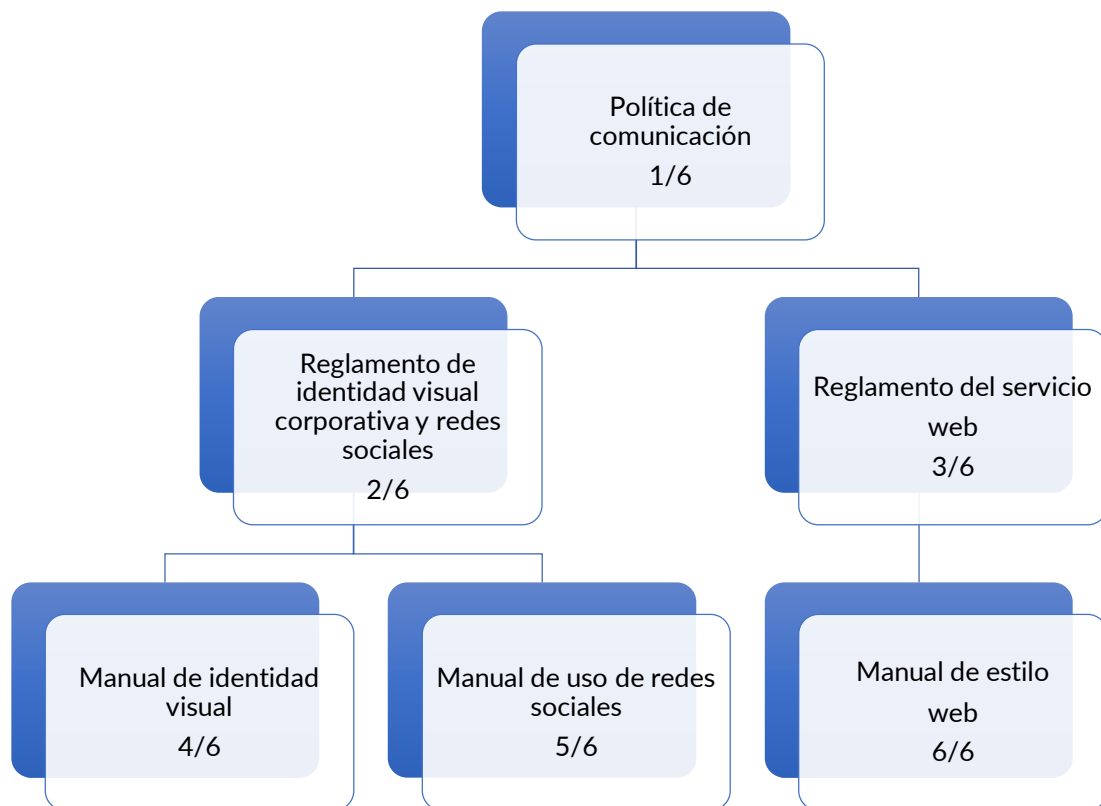 Política de
comunicación
1/6
Reglamento de
identidad visual
corporativa y redes
sociales
2/6
Reglamento del servicio
web
3/6
Manual de identidad
visual
4/6
Manual de uso de redes
sociales
5/6
Manual de estilo
web
6/6